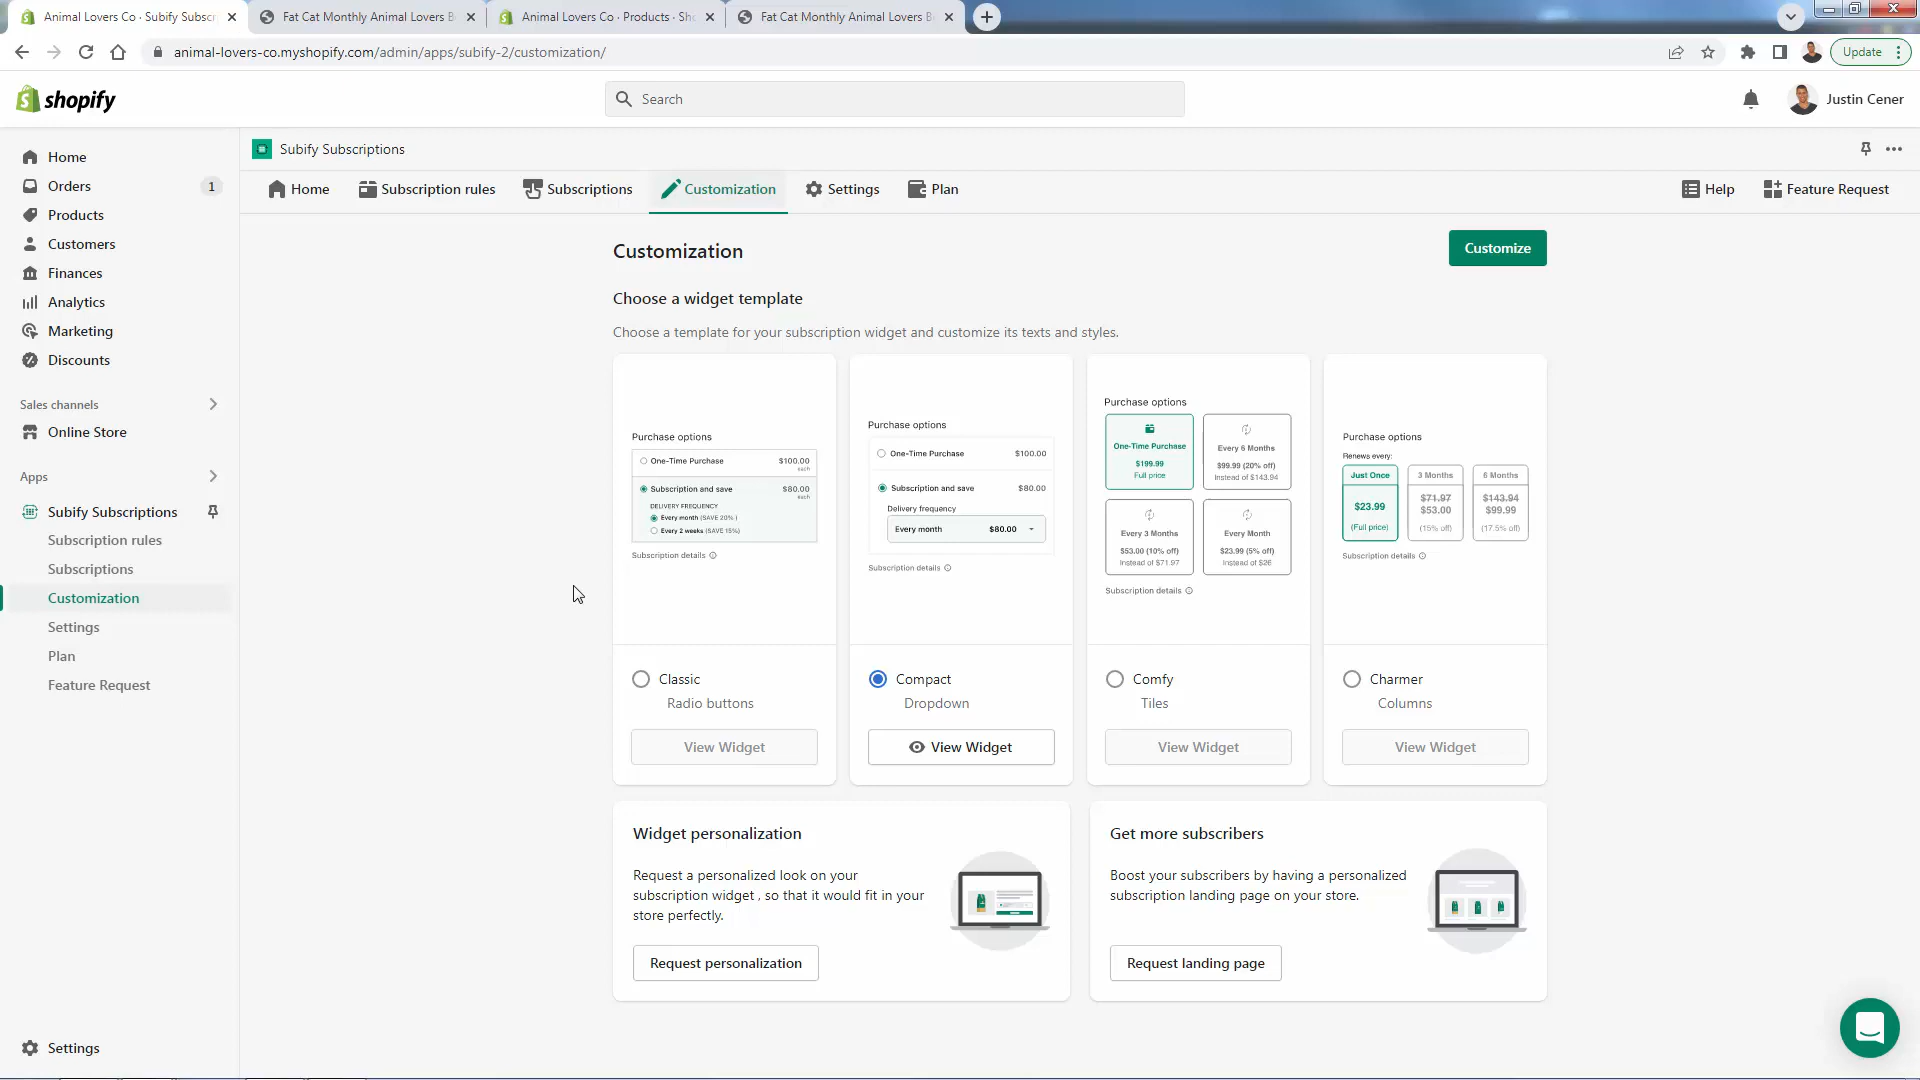 Animal Lovers Co · Subify Subscr
Fat Cat Monthly Animal Lovers B
Animal Lovers Co · Products · Sh
Fat Cat Monthly Animal Lovers B
animal-lovers-co.myshopify.com/admin/apps/subify-2/customization/
Update
shopify
Search
Justin Cener
Home
Orders
1
Products
Customers
Finances
Analytics
Marketing
Discounts
Sales channels
Online Store
Apps
Subify Subscriptions
Subscription rules
Subscriptions
Customization
Settings
Plan
Feature Request
Settings
Subify Subscriptions
Home
Subscription rules
Subscriptions
Customization
Settings
Plan
Help
Feature Request
Customization
Customize
Choose a widget template
Choose a template for your subscription widget and customize its texts and styles.
Purchase options
One-Time Purchase $100.00
each
Subscription and save $80.00
each
DELIVERY FREQUENCY
Every month (SAVE 20% )
Every 2 weeks (SAVE 15%)
Subscription details
Classic
Radio buttons
View Widget
Purchase options
One-Time Purchase $100.00
Subscription and save $80.00
Delivery frequency
Every month $80.00
Subscription details
Compact
Dropdown
View Widget
Purchase options
One-Time Purchase
$199.99
Full price
Every 6 Months
$99.99 (20% off)
Instead of $143.94
Every 3 Months
$53.00 (10% off)
Instead of $71.97
Every Month
$23.99 (5% off)
Instead of $26
Subscription details
Comfy
Tiles
View Widget
Purchase options
Renews every:
Just Once
$23.99
(Full price)
3 Months
$71.97
$53.00
(15% off)
6 Months
$143.94
$99.99
(17.5% off)
Subscription details
Charmer
Columns
View Widget
Widget personalization
Request a personalized look on your
subscription widget , so that it would fit in your
store perfectly.
Request personalization
Get more subscribers
Boost your subscribers by having a personalized
subscription landing page on your store.
Request landing page